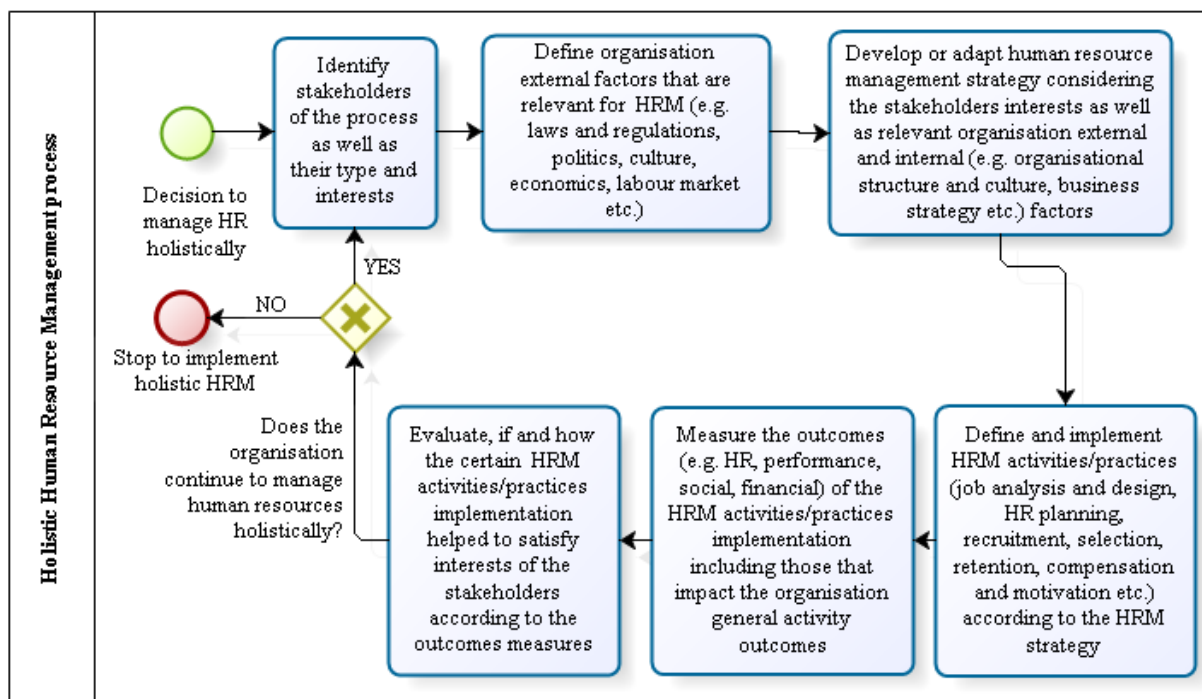 Holistic Human Resource Management process
Decision to
manage HR
holistically
Identify
stakeholders
of the process
as well as
their type and
interests
Define organisation
external factors that are
relevant for HRM (e.g.
laws and regulations,
politics, culture,
economics, labour market
etc.)
Develop or adapt human resource
management strategy considering
the stakeholders interests as well
as relevant organisation external
and internal (e.g. organisational
structure and culture, business
strategy etc.) factors
Define and implement
HRM activities/practices
(job analysis and design,
HR planning,
recruitment, selection,
retention, compensation
and motivation etc.)
according to the HRM
strategy
Measure the outcomes
(e.g. HR, performance,
social, financial) of the
HRM activities/practices
implementation
including those that
impact the organisation
general activity
outcomes
Evaluate, if and how
the certain HRM
activities/practices
implementation
helped to satisfy
interests of the
stakeholders
according to the
outcomes measures
Does the
organisation
continue to manage
human resources
holistically?
YES
NO
Stop to implement
holistic HRM